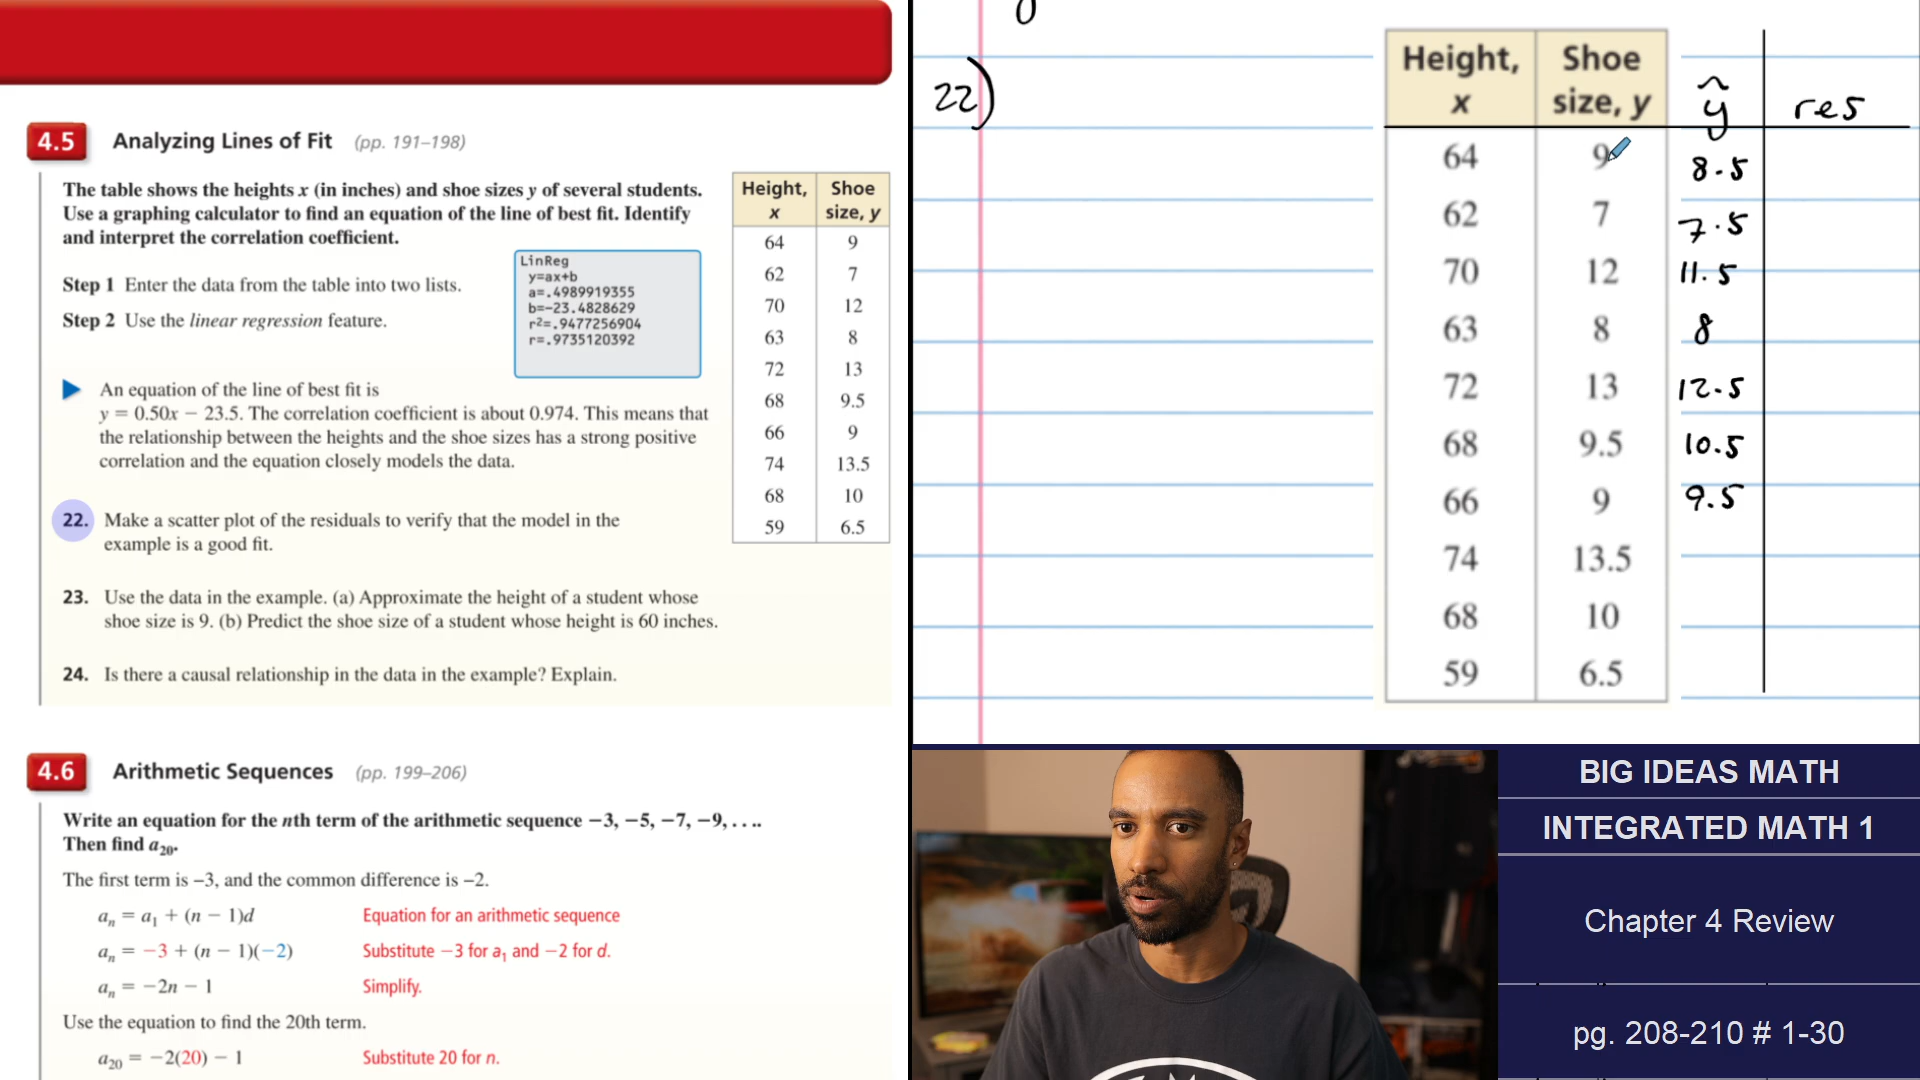 4.5 Analyzing Lines of Fit (pp. 191–198)
The table shows the heights x (in inches) and shoe sizes y of several students.
Use a graphing calculator to find an equation of the line of best fit. Identify
and interpret the correlation coefficient.
Step 1 Enter the data from the table into two lists.
Step 2 Use the linear regression feature.
LinReg
y=ax+b
a=.4989919355
b=-23.4828629
r²=.9477256904
r=.9735120392
An equation of the line of best fit is
y = 0.50x − 23.5. The correlation coefficient is about 0.974. This means that
the relationship between the heights and the shoe sizes has a strong positive
correlation and the equation closely models the data.
Height, x Shoe size, y
64 9
62 7
70 12
63 8
72 13
68 9.5
66 9
74 13.5
68 10
59 6.5
22. Make a scatter plot of the residuals to verify that the model in the
example is a good fit.
23. Use the data in the example. (a) Approximate the height of a student whose
shoe size is 9. (b) Predict the shoe size of a student whose height is 60 inches.
24. Is there a causal relationship in the data in the example? Explain.
4.6 Arithmetic Sequences (pp. 199–206)
Write an equation for the nth term of the arithmetic sequence −3, −5, −7, −9, . . ..
Then find a₂₀.
The first term is −3, and the common difference is −2.
aₙ = a₁ + (n − 1)d Equation for an arithmetic sequence
aₙ = −3 + (n − 1)(−2) Substitute −3 for a₁ and −2 for d.
aₙ = −2n − 1 Simplify.
Use the equation to find the 20th term.
a₂₀ = −2(20) − 1 Substitute 20 for n.
22)
Height, x Shoe size, y ŷ res
64 9 8.5
62 7 7.5
70 12 11.5
63 8 8
72 13 12.5
68 9.5 10.5
66 9 9.5
74 13.5
68 10
59 6.5
BIG IDEAS MATH
INTEGRATED MATH 1
Chapter 4 Review
pg. 208-210 # 1-30